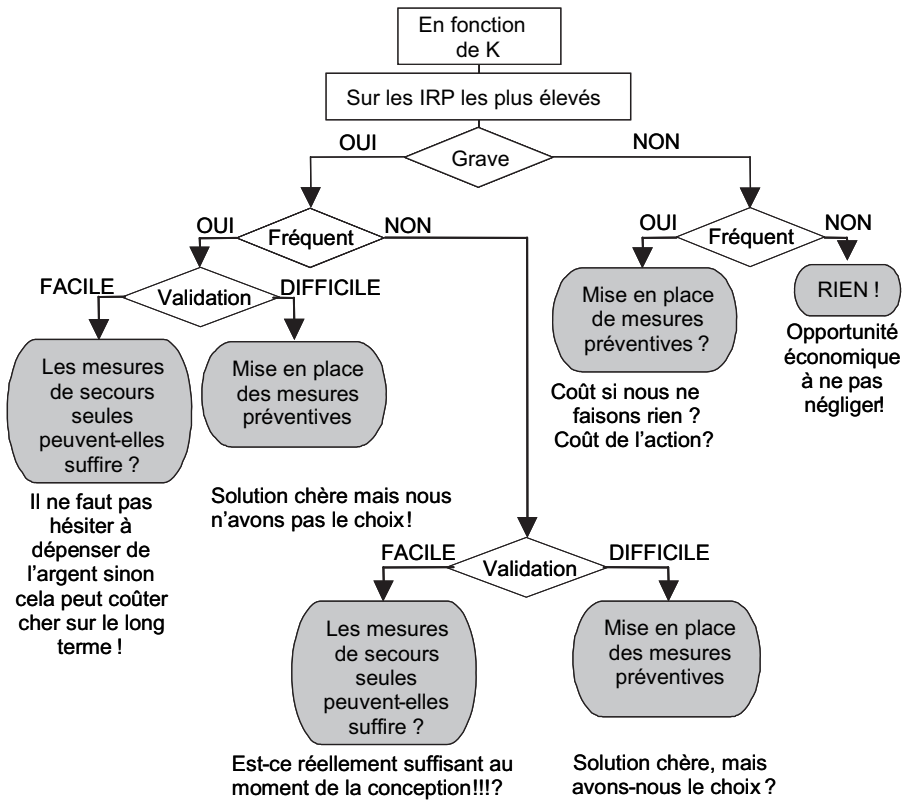 En fonction
de K
Sur les IRP les plus élevés
OUI
Grave
NON
OUI
Fréquent
NON
OUI
Fréquent
NON
FACILE
Validation
DIFFICILE
Les mesures
de secours
seules
peuvent-elles
suffire ?
Il ne faut pas
hésiter à
dépenser de
l'argent sinon
cela peut coûter
cher sur le long
terme !
Mise en place
des mesures
préventives
Solution chère mais nous
n'avons pas le choix !
Mise en place
de mesures
préventives ?
Coût si nous ne
faisons rien ?
Coût de l'action?
RIEN !
Opportunité
économique
à ne pas
négliger!
FACILE
Validation
DIFFICILE
Les mesures
de secours
seules
peuvent-elles
suffire ?
Est-ce réellement suffisant au
moment de la conception!!!?
Mise en place
des mesures
préventives
Solution chère, mais
avons-nous le choix ?